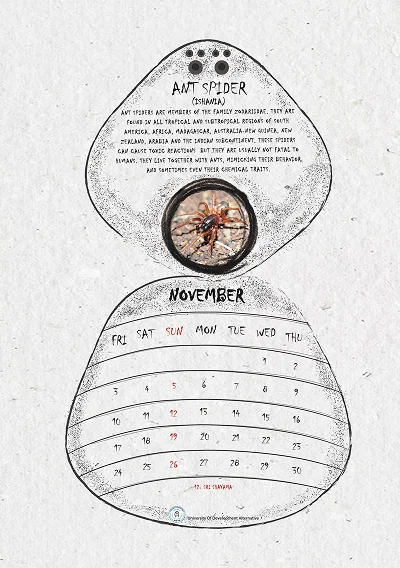 ANT SPIDER
(ISHANIA)
ANT SPIDERS ARE MEMBERS OF THE FAMILY ZODARIIDAE. THEY ARE
FOUND IN ALL TROPICAL AND SUBTROPICAL REGIONS OF SOUTH
AMERICA, AFRICA, MADAGASCAR, AUSTRALIA-NEW GUINEA, NEW
ZEALAND, ARABIA AND THE INDIAN SUBCONTINENT. THESE SPIDERS
CAN CAUSE TOXIC REACTIONS BUT THEY ARE USUALLY NOT FATAL TO
HUMANS. THEY LIVE TOGETHER WITH ANTS, MIMICKING THEIR BEHAVIOR,
AND SOMETIMES EVEN THEIR CHEMICAL TRAITS.
NOVEMBER
FRI SAT SUN MON TUE WED THU
1 2
3 4 5 6 7 8 9
10 11 12 13 14 15 16
17 18 19 20 21 22 23
24 25 26 27 28 29 30
University Of Development Alternative